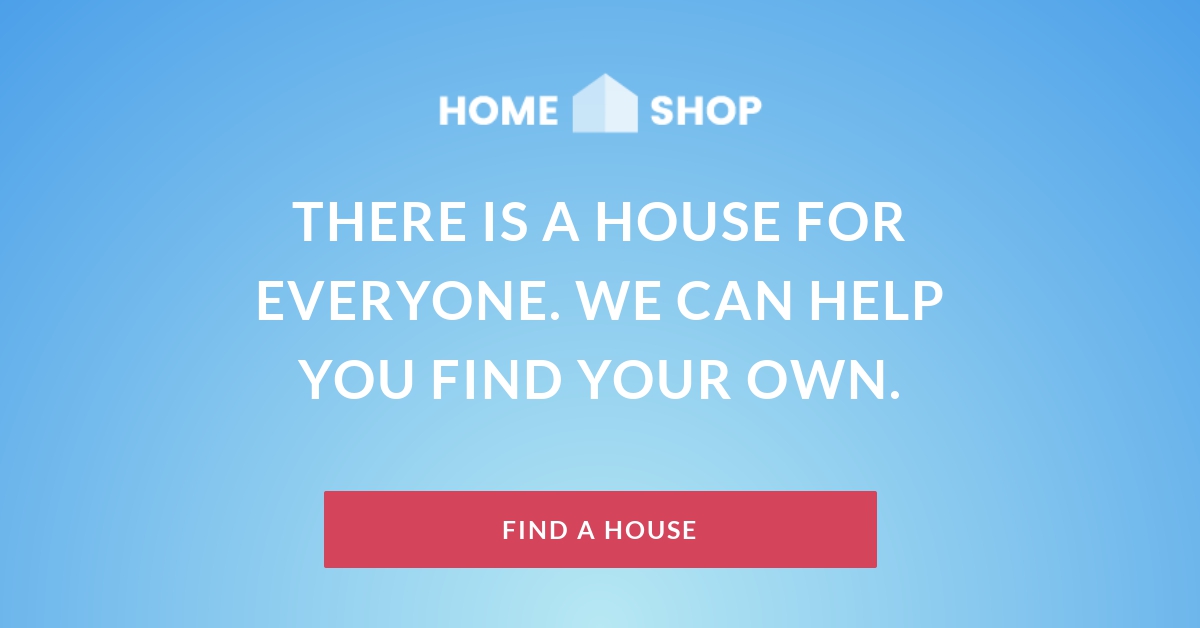 HOME SHOP
THERE IS A HOUSE FOR
EVERYONE. WE CAN HELP
YOU FIND YOUR OWN.
FIND A HOUSE